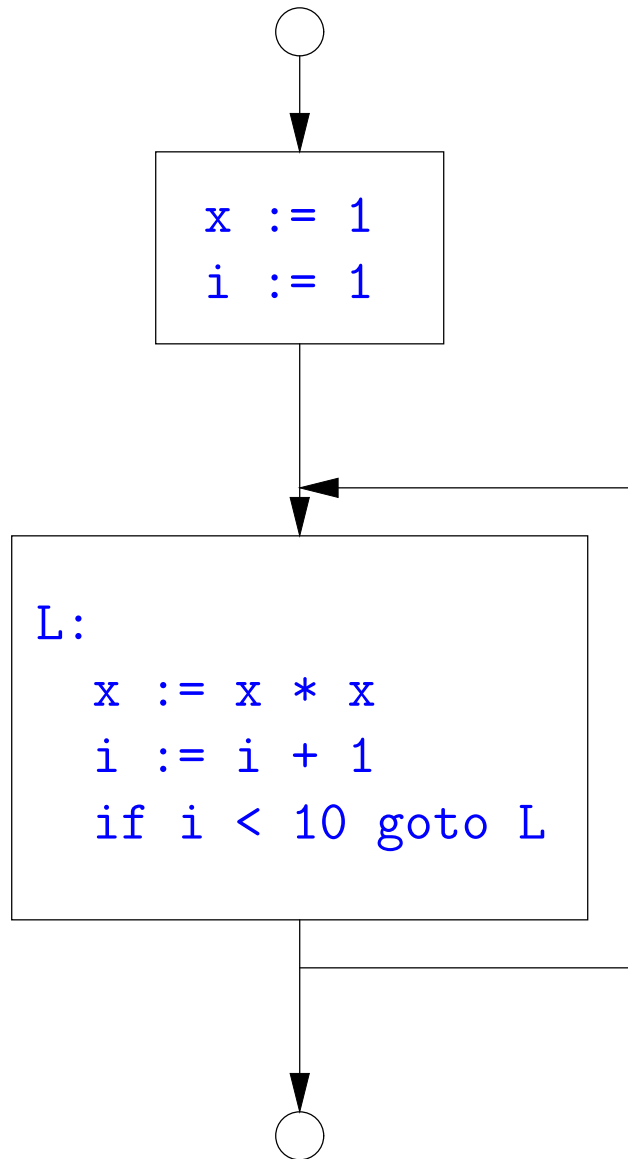 x := 1
i := 1
L:
x := x * x
i := i + 1
if i < 10 goto L